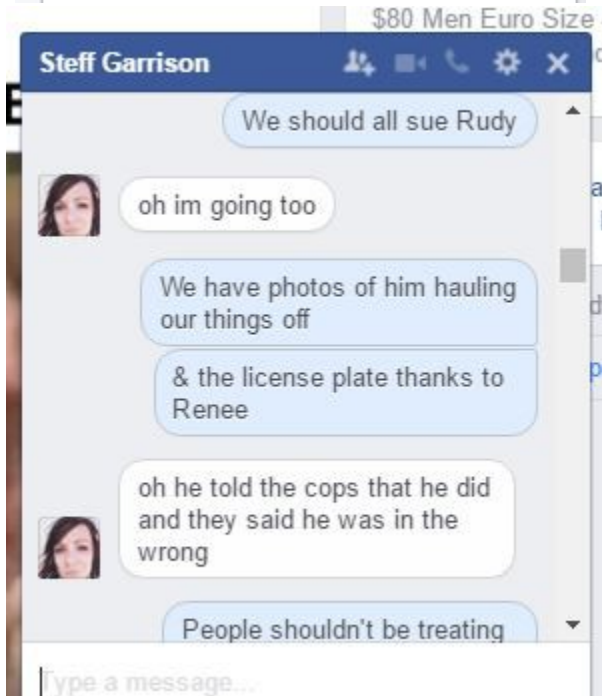 $80 Men Euro Size
Steff Garrison
We should all sue Rudy
oh im going too
We have photos of him hauling
our things off
& the license plate thanks to
Renee
oh he told the cops that he did
and they said he was in the
wrong
People shouldn't be treating
Type a message...